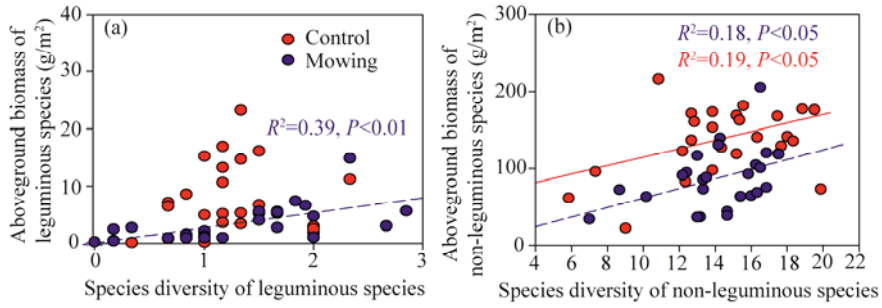 (a)
Control
Mowing
R²=0.39, P<0.01
40
30
20
10
0
0
1
2
3
Aboveground biomass of
leguminous species (g/m²)
Species diversity of leguminous species
(b)
R²=0.18, P<0.05
R²=0.19, P<0.05
300
200
100
0
4 6 8 10 12 14 16 18 20 22
Aboveground biomass of
non-leguminous species (g/m²)
Species diversity of non-leguminous species